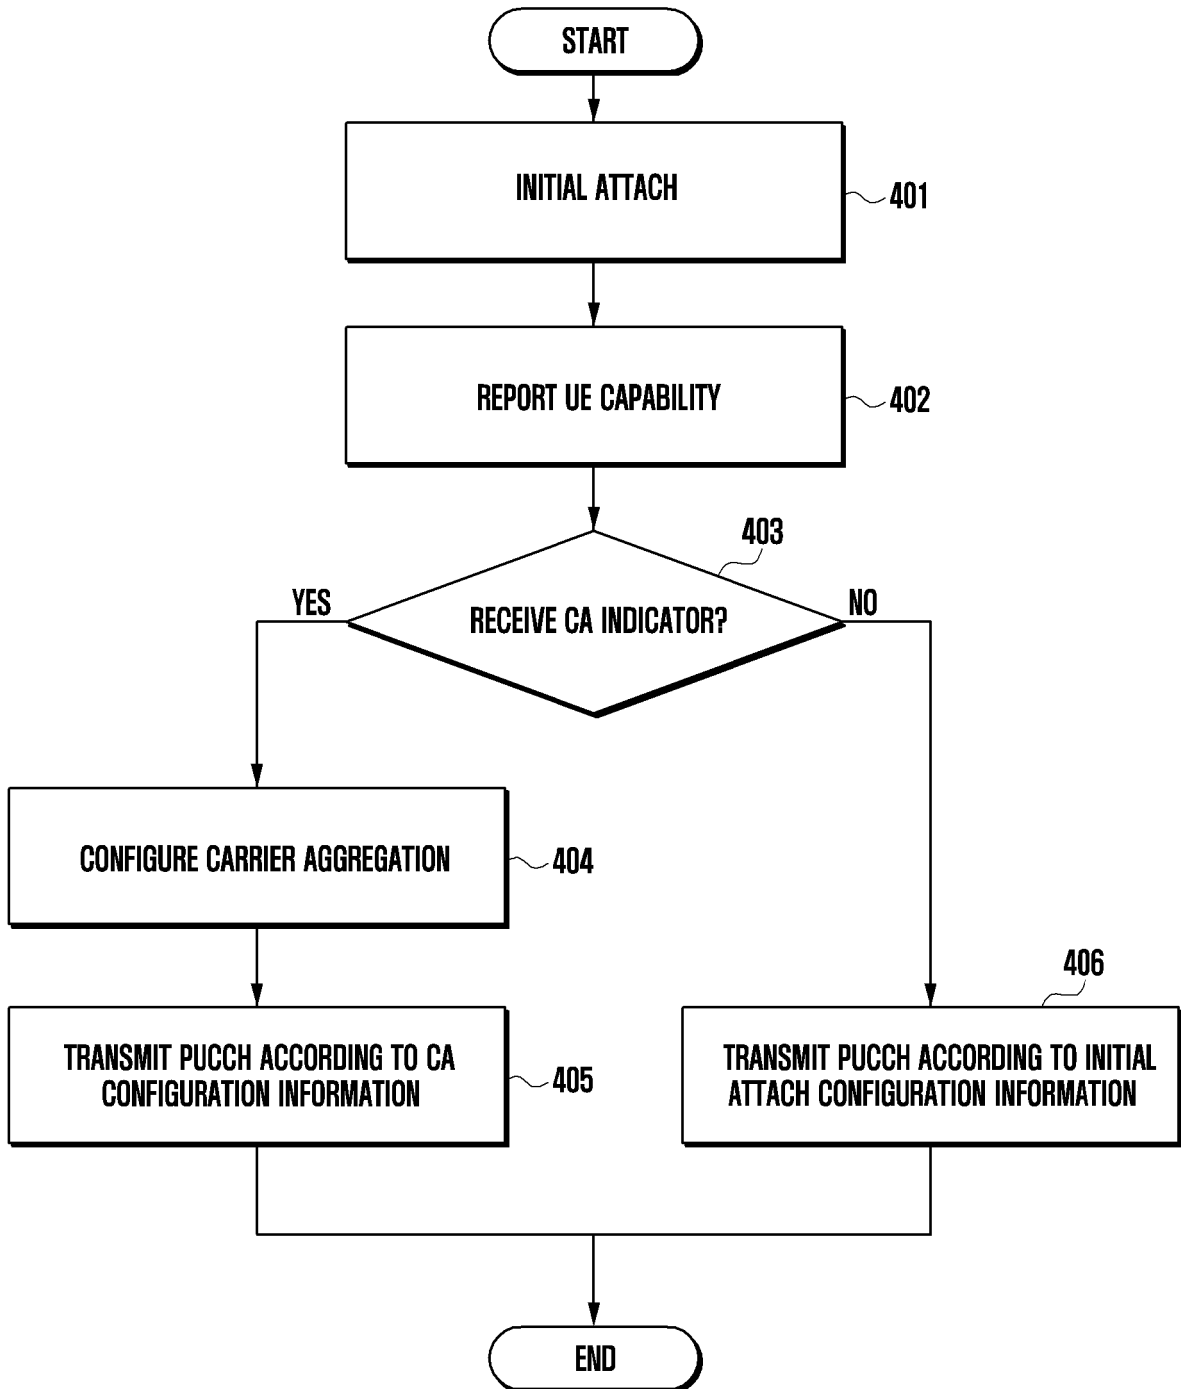 START
INITIAL ATTACH
401
REPORT UE CAPABILITY
402
403
YES
RECEIVE CA INDICATOR?
NO
CONFIGURE CARRIER AGGREGATION
404
406
TRANSMIT PUCCH ACCORDING TO CA
CONFIGURATION INFORMATION
405
TRANSMIT PUCCH ACCORDING TO INITIAL
ATTACH CONFIGURATION INFORMATION
END